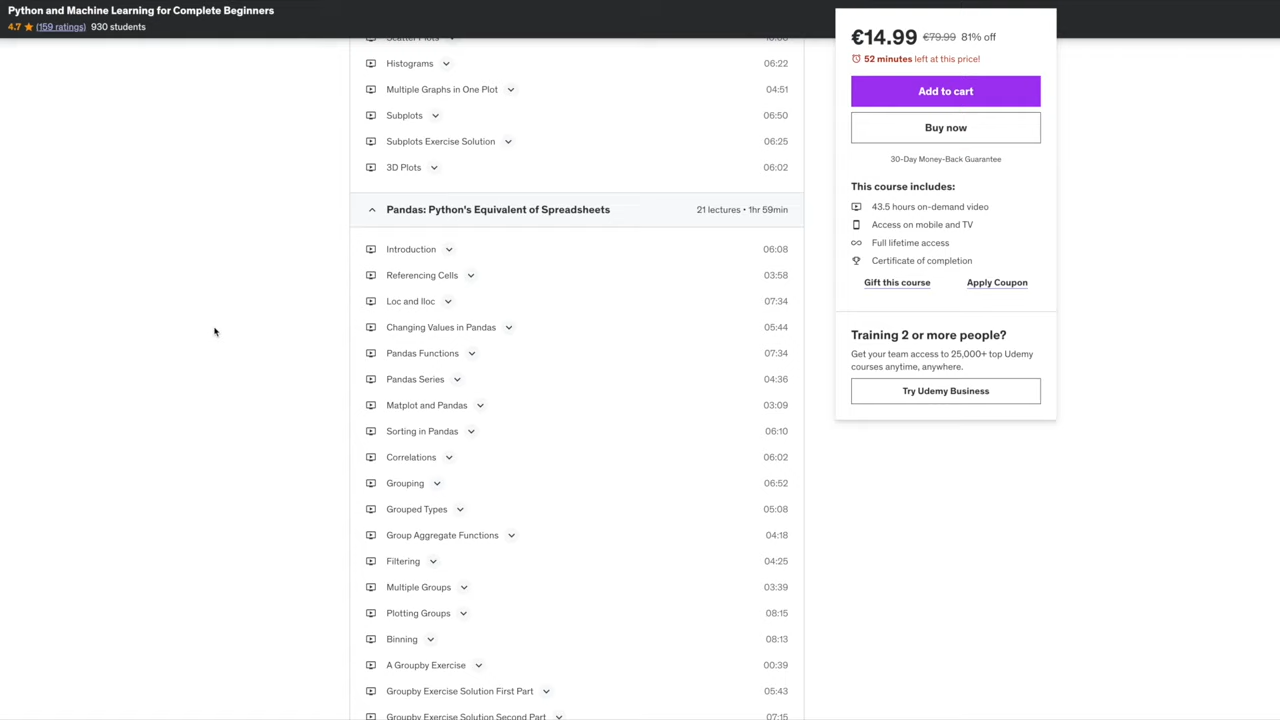 Python and Machine Learning for Complete Beginners
4.7 (159 ratings) 930 students
Scatter Plots
Histograms 06:22
Multiple Graphs in One Plot 04:51
Subplots 06:50
Subplots Exercise Solution 06:25
3D Plots 06:02
Pandas: Python's Equivalent of Spreadsheets 21 lectures • 1hr 59min
Introduction 06:08
Referencing Cells 03:58
Loc and Iloc 07:34
Changing Values in Pandas 05:44
Pandas Functions 07:34
Pandas Series 04:36
Matplot and Pandas 03:09
Sorting in Pandas 06:10
Correlations 06:02
Grouping 06:52
Grouped Types 05:08
Group Aggregate Functions 04:18
Filtering 04:25
Multiple Groups 03:39
Plotting Groups 08:15
Binning 08:13
A Groupby Exercise 00:39
Groupby Exercise Solution First Part 05:43
Groupby Exercise Solution Second Part 07:15
€14.99 €79.99 81% off
52 minutes left at this price!
Add to cart
Buy now
30-Day Money-Back Guarantee
This course includes:
43.5 hours on-demand video
Access on mobile and TV
Full lifetime access
Certificate of completion
Gift this course Apply Coupon
Training 2 or more people?
Get your team access to 25,000+ top Udemy
courses anytime, anywhere.
Try Udemy Business